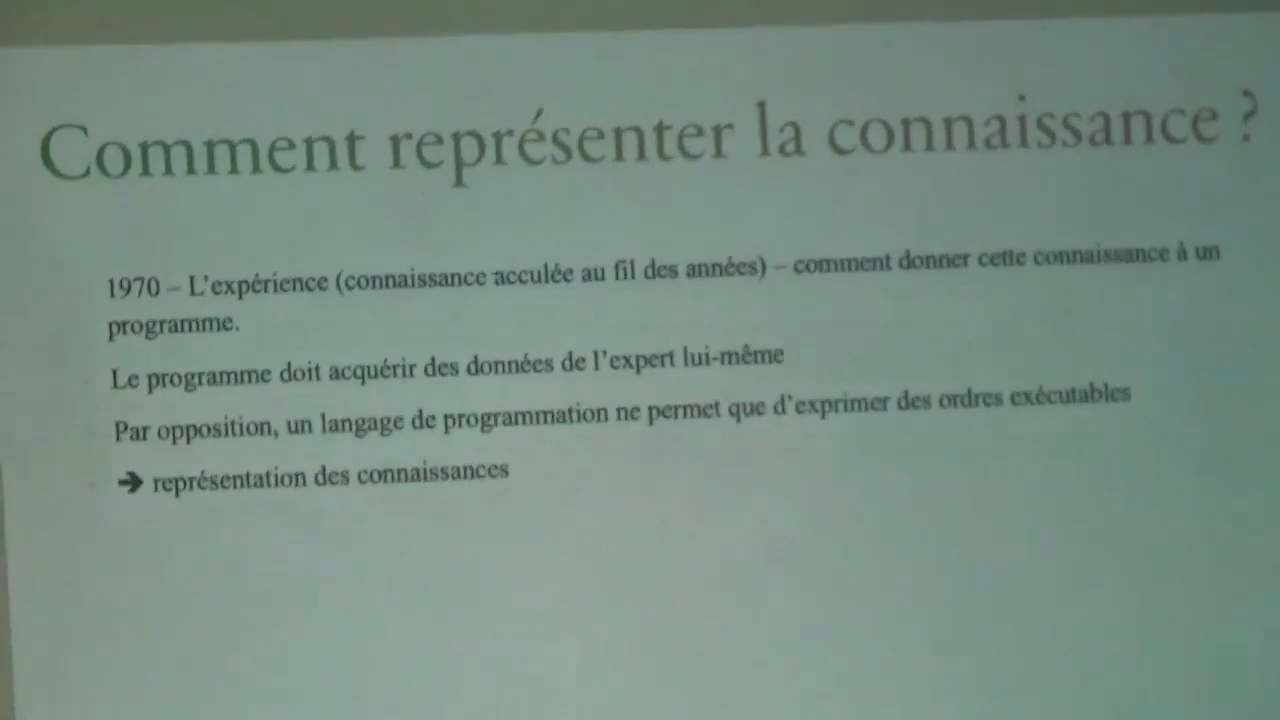 Comment représenter la connaissance ?
1970 – L'expérience (connaissance acculée au fil des années) – comment donner cette connaissance à un
programme.
Le programme doit acquérir des données de l'expert lui-même
Par opposition, un langage de programmation ne permet que d'exprimer des ordres exécutables
➔ représentation des connaissances